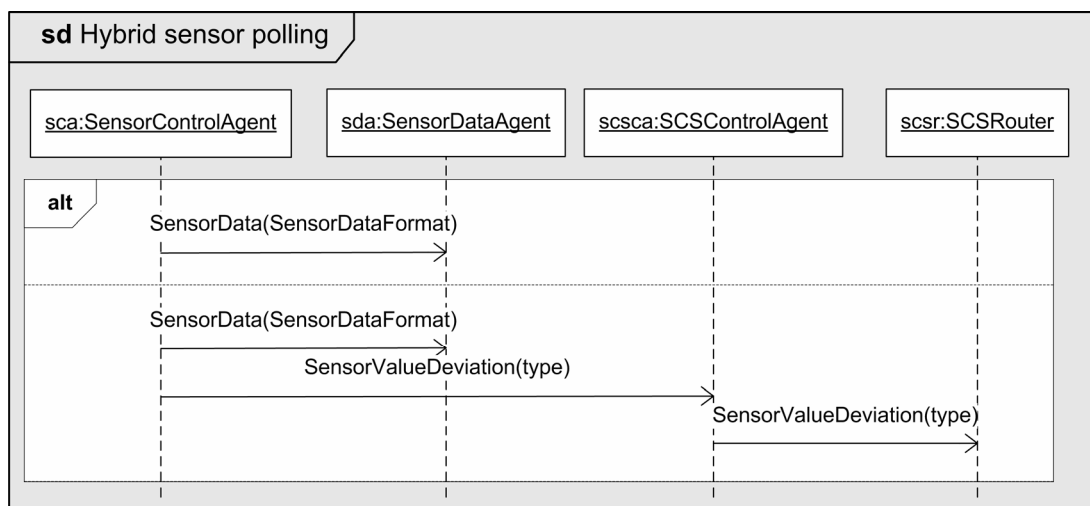 sd Hybrid sensor polling
sca:SensorControlAgent
sda:SensorDataAgent
scsca:SCSControlAgent
scsr:SCSRouter
alt
SensorData(SensorDataFormat)
SensorData(SensorDataFormat)
SensorValueDeviation(type)
SensorValueDeviation(type)